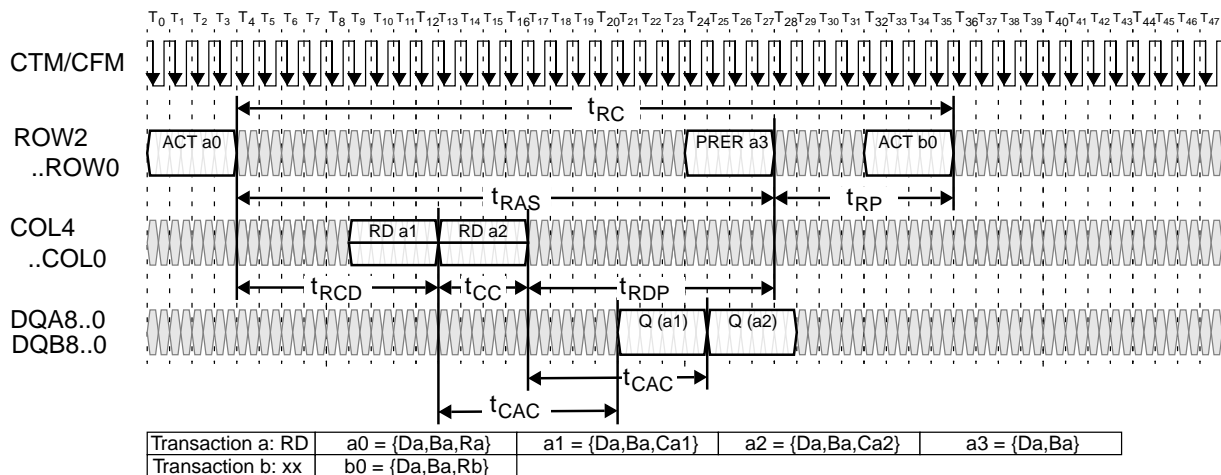 T0 T1 T2 T3 T4 T5 T6 T7 T8 T9 T10 T11 T12 T13 T14 T15 T16 T17 T18 T19 T20 T21 T22 T23 T24 T25 T26 T27 T28 T29 T30 T31 T32 T33 T34 T35 T36 T37 T38 T39 T40 T41 T42 T43 T44 T45 T46 T47
CTM/CFM
tRC
ROW2
..ROW0
ACT a0
PRER a3
ACT b0
tRAS
tRP
COL4
..COL0
RD a1
RD a2
tRCD
tCC
tRDP
DQA8..0
DQB8..0
Q (a1)
Q (a2)
tCAC
tCAC
Transaction a: RD a0 = {Da,Ba,Ra} a1 = {Da,Ba,Ca1} a2 = {Da,Ba,Ca2} a3 = {Da,Ba}
Transaction b: xx b0 = {Da,Ba,Rb}